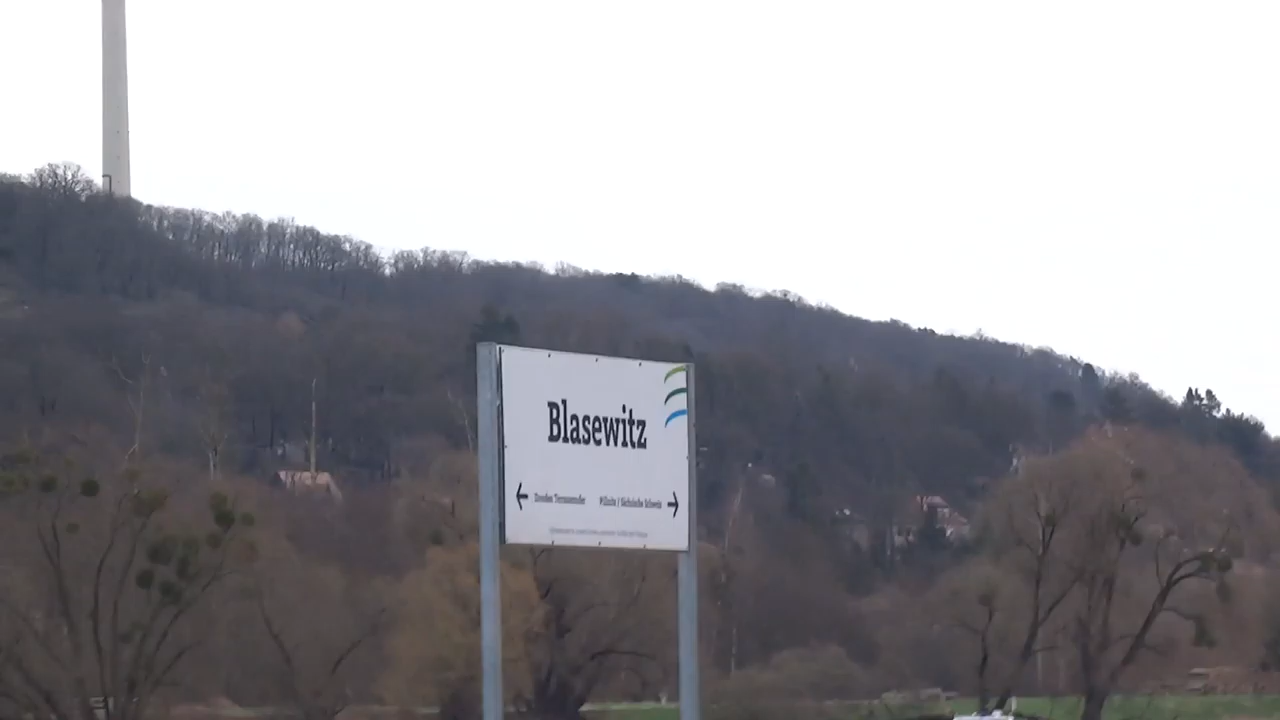 Blasewitz
← Dresden Terrassenufer Pillnitz / Sächsische Schweiz →